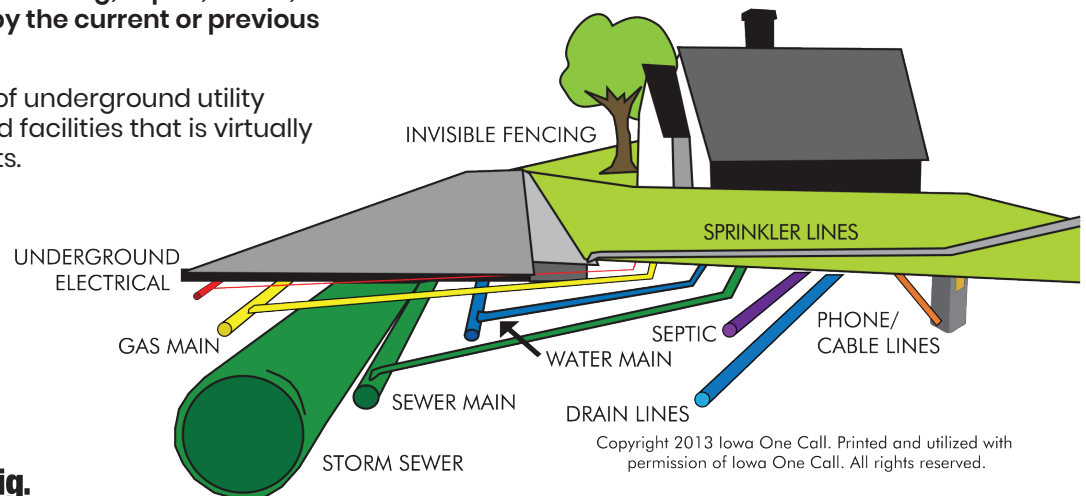 by the current or previous
of underground utility
d facilities that is virtually
ts.
INVISIBLE FENCING
SPRINKLER LINES
UNDERGROUND
ELECTRICAL
GAS MAIN
SEPTIC
PHONE/
CABLE LINES
WATER MAIN
SEWER MAIN
DRAIN LINES
STORM SEWER
Copyright 2013 Iowa One Call. Printed and utilized with
permission of Iowa One Call. All rights reserved.
ig.